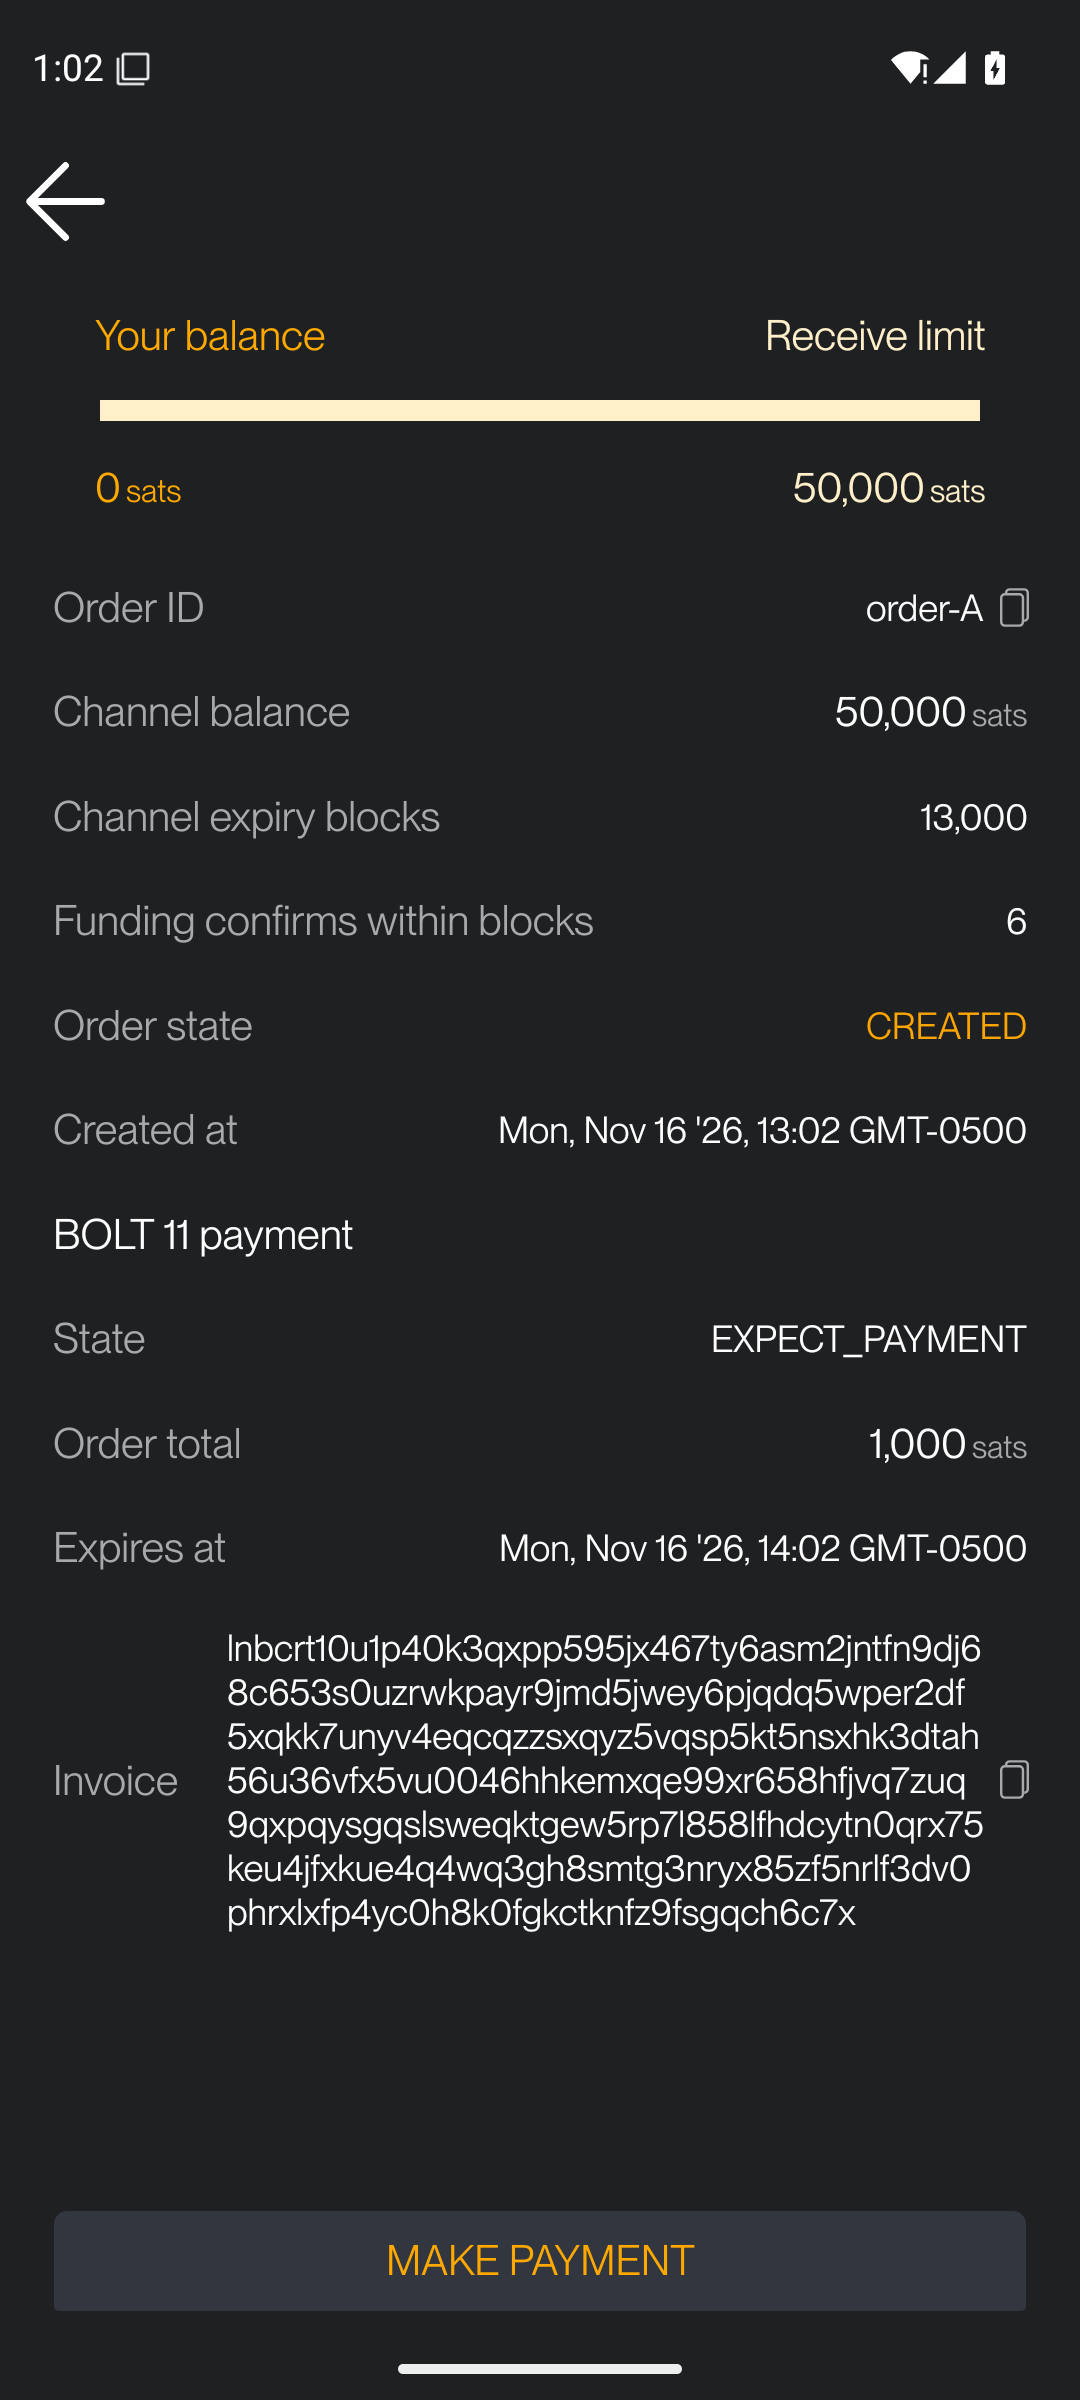 1:02
Your balance Receive limit
0 sats 50,000 sats
Order ID order-A
Channel balance 50,000 sats
Channel expiry blocks 13,000
Funding confirms within blocks 6
Order state CREATED
Created at Mon, Nov 16 '26, 13:02 GMT-0500
BOLT 11 payment
State EXPECT_PAYMENT
Order total 1,000 sats
Expires at Mon, Nov 16 '26, 14:02 GMT-0500
Invoice
lnbcrt10u1p40k3qxpp595jx467ty6asm2jntfn9dj6
8c653s0uzrwkpayr9jmd5jwey6pjqdq5wper2df
5xqkk7unyv4eqcqzzsxqyz5vqsp5kt5nsxhk3dtah
56u36vfx5vu0046hhkemxqe99xr658hfjvq7zuq
9qxpqysgqslsweqktgew5rp7l858lfhdcytn0qrx75
keu4jfxkue4q4wq3gh8smtg3nryx85zf5nrlf3dv0
phrxlxfp4yc0h8k0fgkctknfz9fsgqch6c7x
MAKE PAYMENT